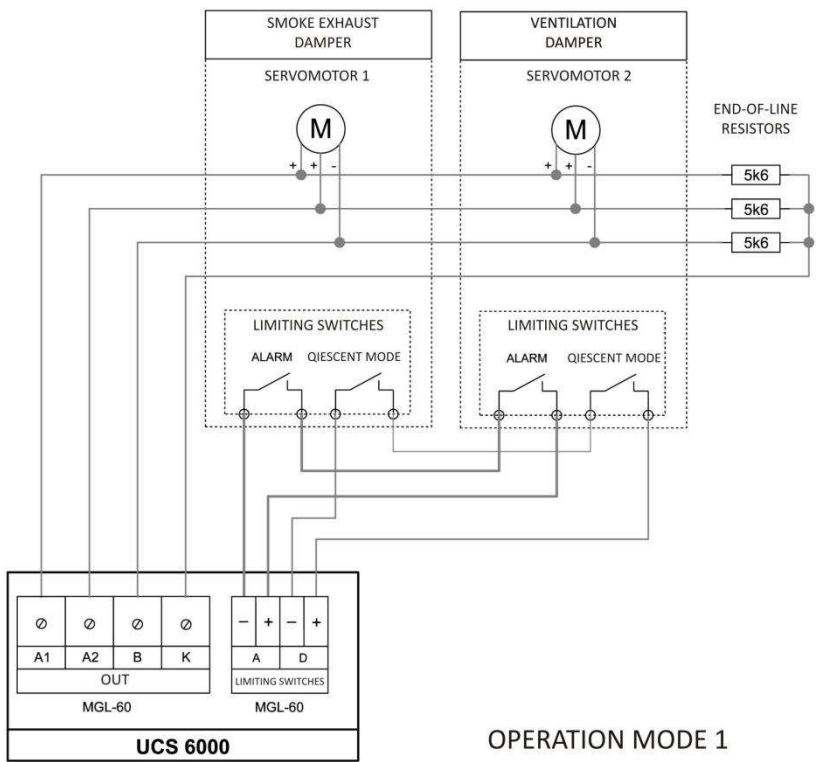 SMOKE EXHAUST
DAMPER
VENTILATION
DAMPER
SERVOMOTOR 1
SERVOMOTOR 2
END-OF-LINE
RESISTORS
M
M
+ + -
+ + -
5k6
5k6
5k6
LIMITING SWITCHES
LIMITING SWITCHES
ALARM QIESCENT MODE
ALARM QIESCENT MODE
– + – +
A1 A2 B K
A D
OUT
LIMITING SWITCHES
MGL-60
MGL-60
UCS 6000
OPERATION MODE 1